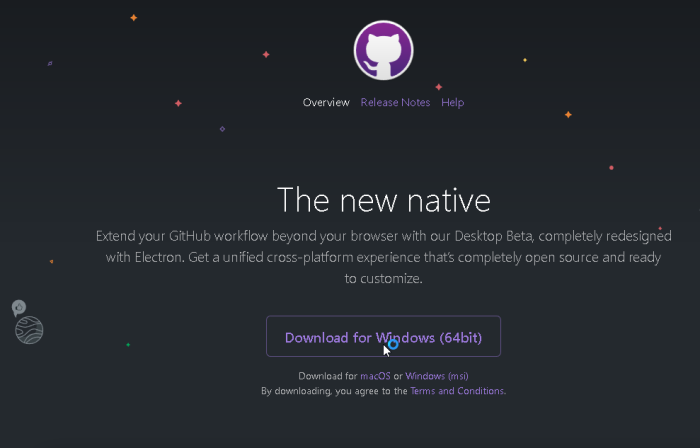 Overview Release Notes Help
The new native
Extend your GitHub workflow beyond your browser with our Desktop Beta, completely redesigned
with Electron. Get a unified cross-platform experience that's completely open source and ready
to customize.
Download for Windows (64bit)
Download for macOS or Windows (msi)
By downloading, you agree to the Terms and Conditions.